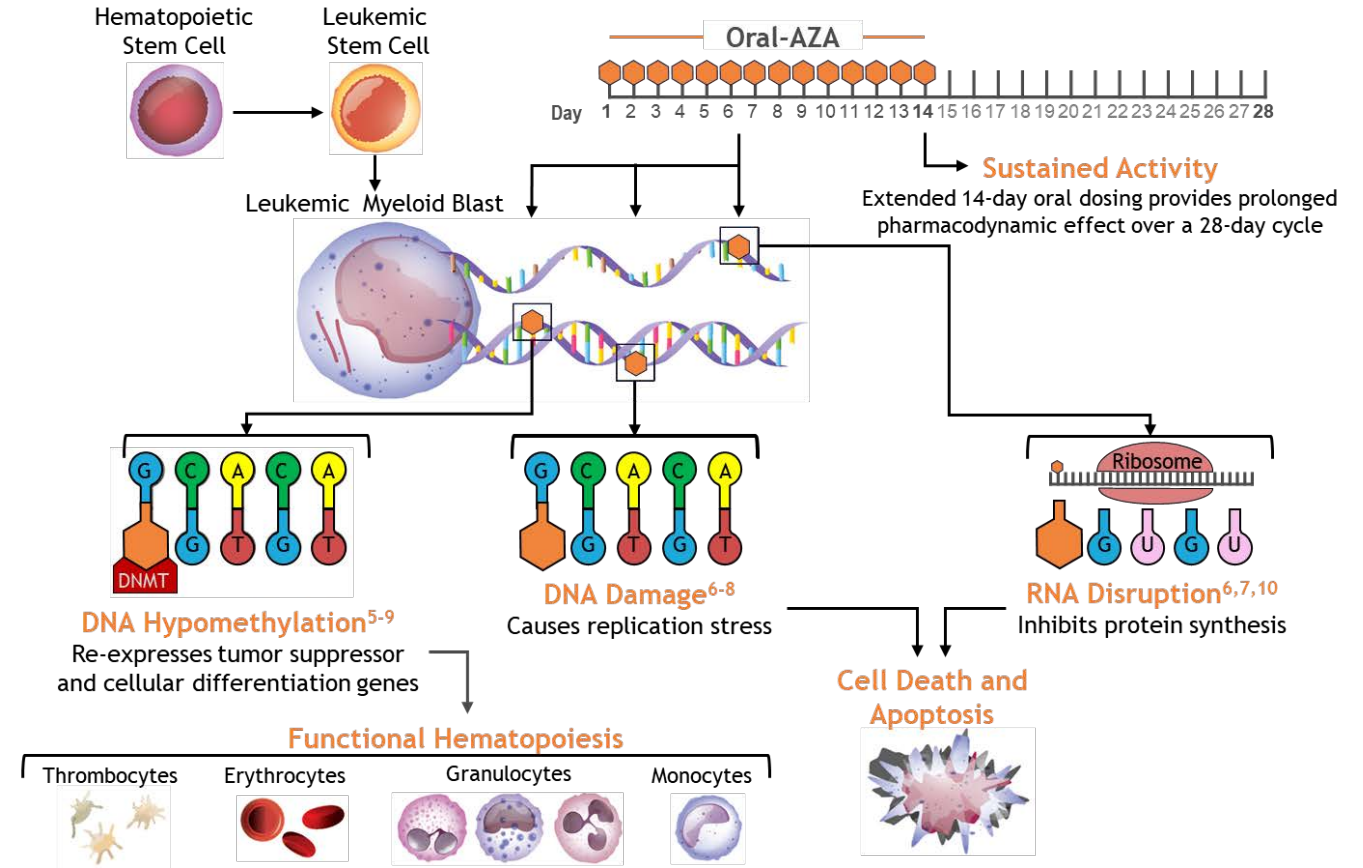 Hematopoietic
Stem Cell
Leukemic
Stem Cell
Oral-AZA
Day 1 2 3 4 5 6 7 8 9 10 11 12 13 14 15 16 17 18 19 20 21 22 23 24 25 26 27 28
Sustained Activity
Extended 14-day oral dosing provides prolonged
pharmacodynamic effect over a 28-day cycle
Leukemic Myeloid Blast
G C A C A
G T G T
DNMT
DNA Hypomethylation5-9
Re-expresses tumor suppressor
and cellular differentiation genes
G C A C A
G T G T
DNA Damage6-8
Causes replication stress
Ribosome
G U G U
RNA Disruption6,7,10
Inhibits protein synthesis
Cell Death and
Apoptosis
Functional Hematopoiesis
Thrombocytes
Erythrocytes
Granulocytes
Monocytes